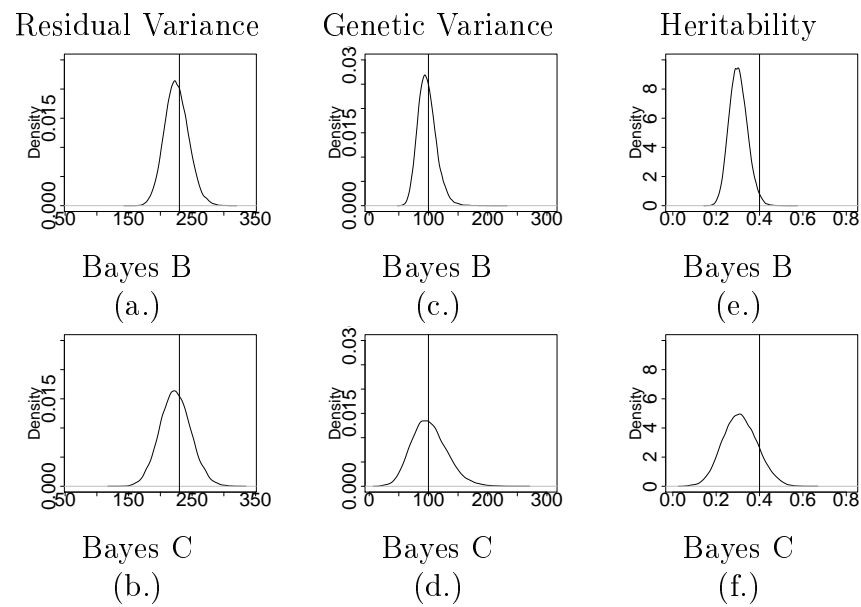 Residual Variance Genetic Variance Heritability
Density
0.000 0.015
50 150 250 350
Density
0.000 0.015 0.03
0 100 200 300
Density
0 2 4 6 8
0.0 0.2 0.4 0.6 0.8
Bayes B Bayes B Bayes B
(a.) (c.) (e.)
Density
0.000 0.015
50 150 250 350
Density
0.000 0.015 0.03
0 100 200 300
Density
0 2 4 6 8
0.0 0.2 0.4 0.6 0.8
Bayes C Bayes C Bayes C
(b.) (d.) (f.)